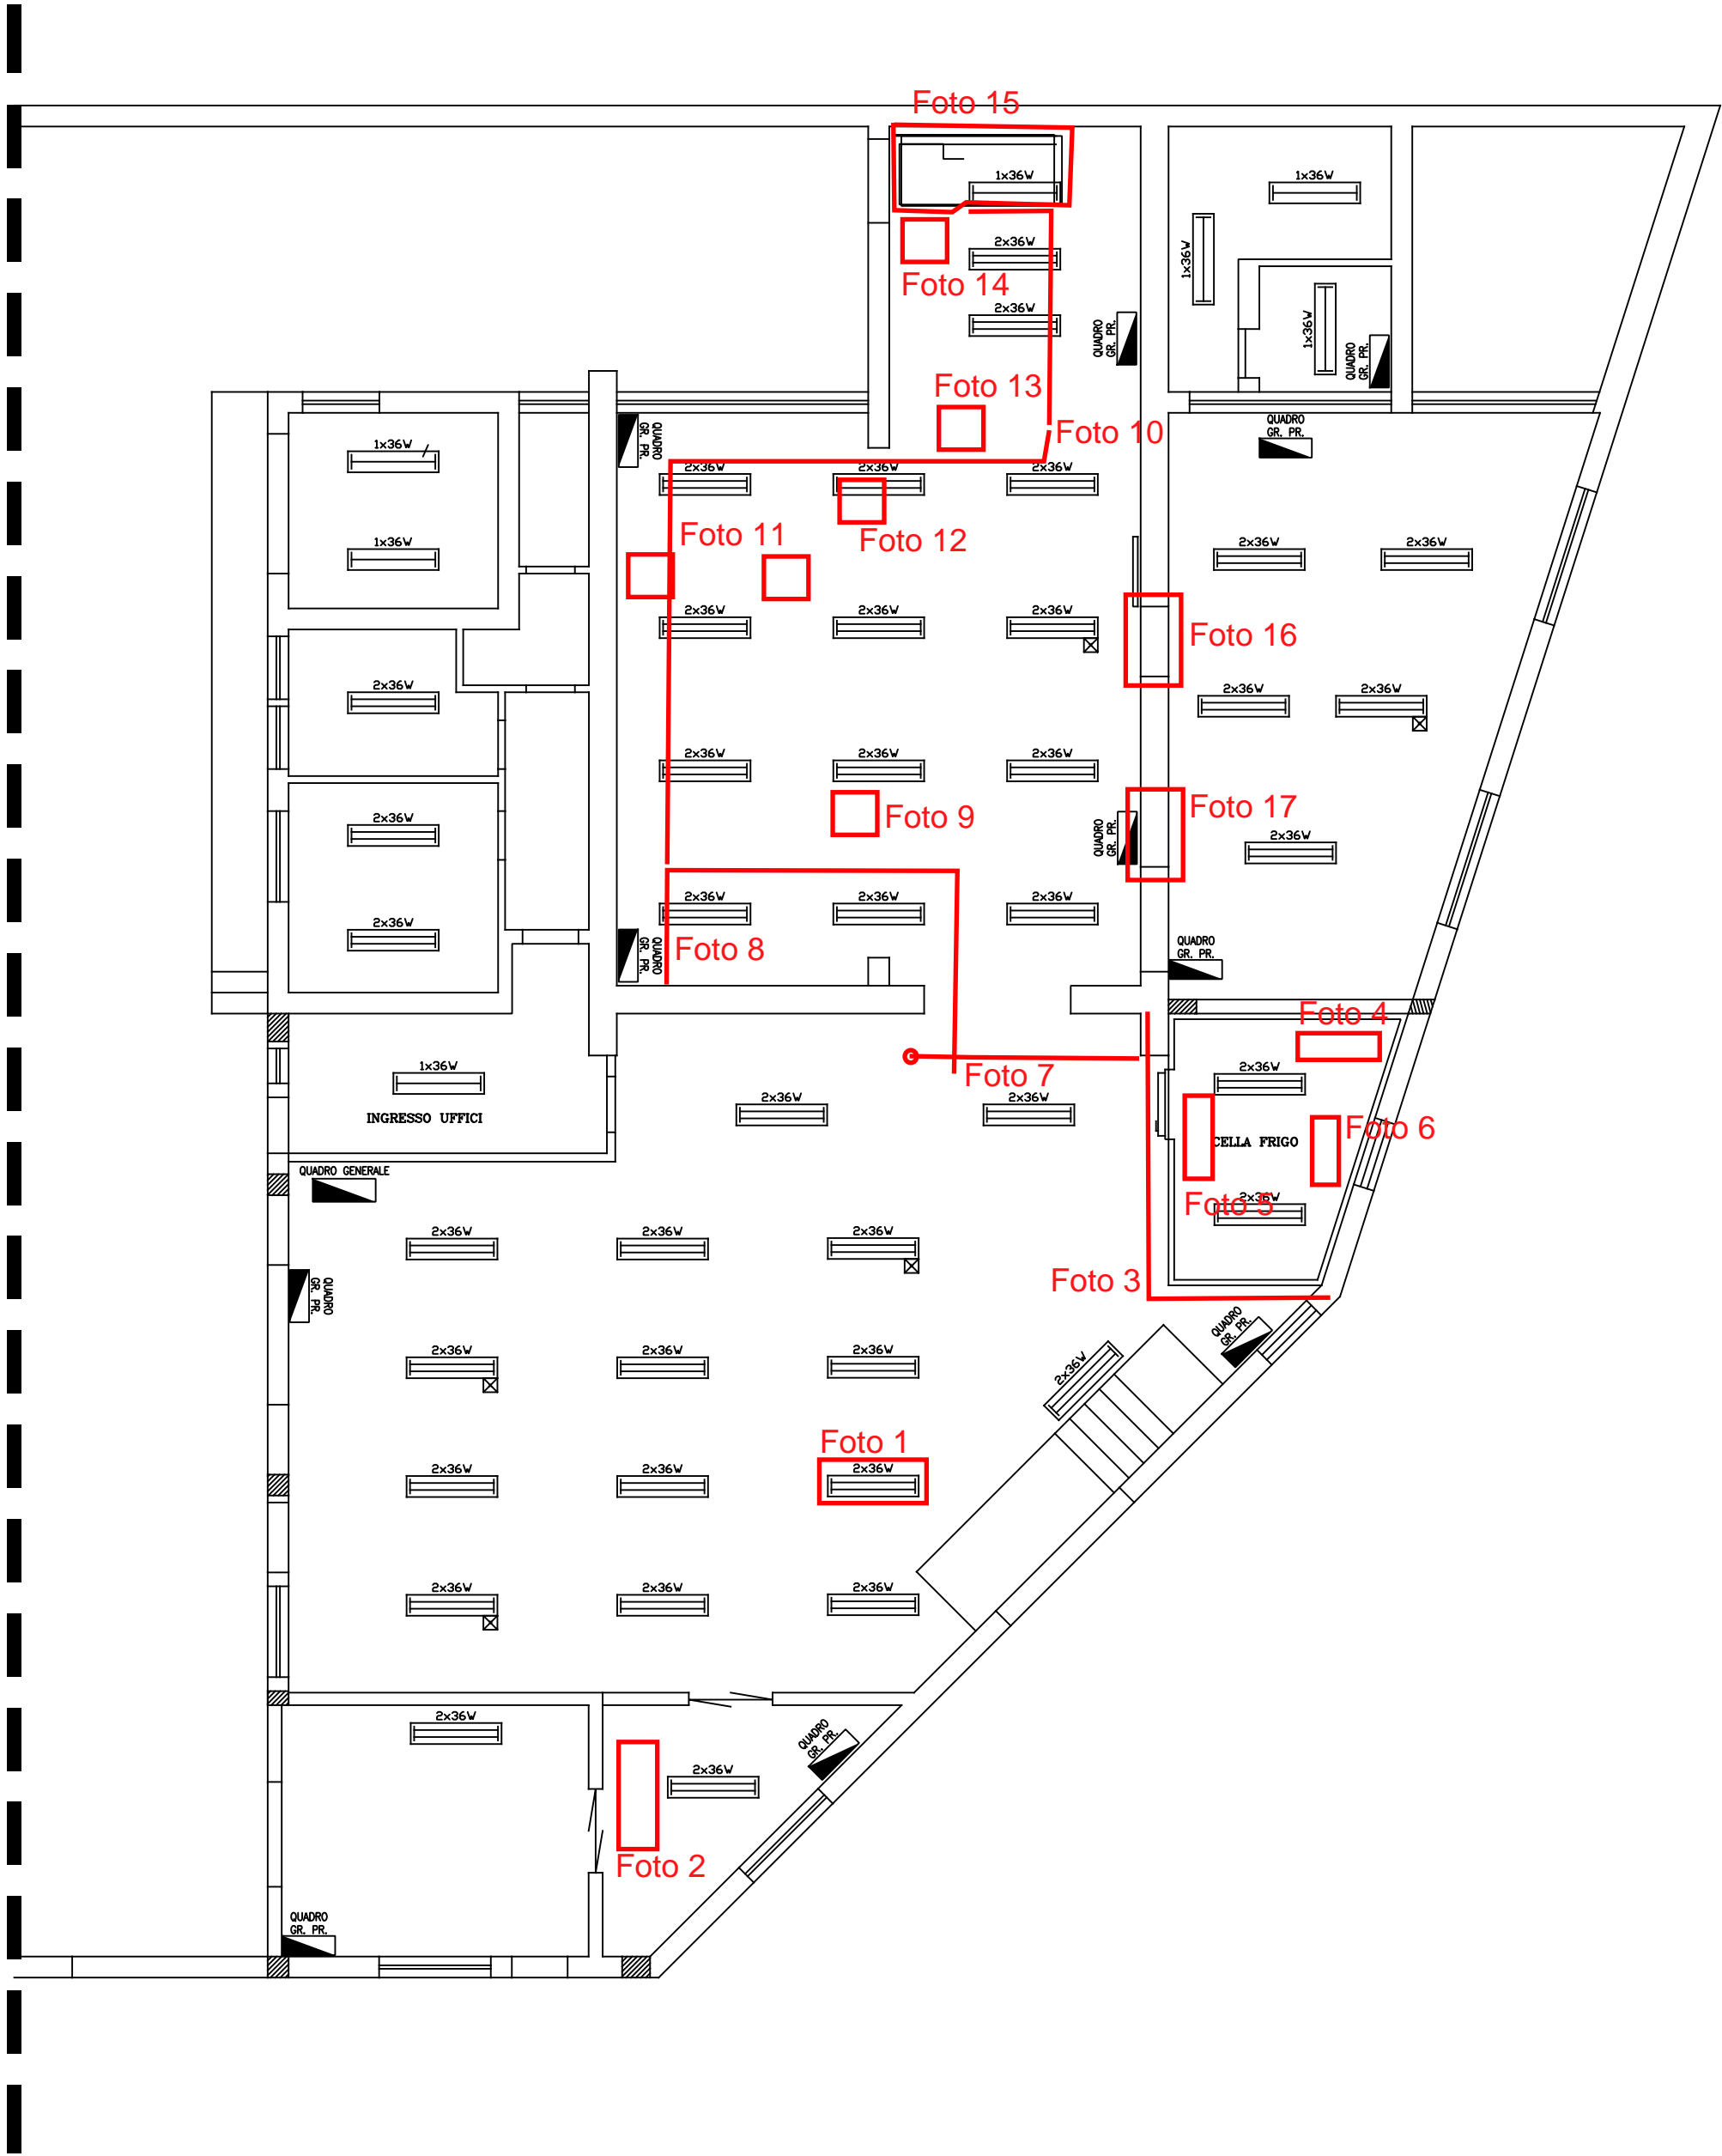 Foto 15
1x36W
1x36W
1x36W
2x36W
Foto 14
2x36W
1x36W
QUADRO
GR. PR.
QUADRO
GR. PR.
Foto 13
QUADRO
GR. PR.
Foto 10
QUADRO
GR. PR.
1x36W
2x36W
2x36W
2x36W
Foto 11
Foto 12
1x36W
2x36W
2x36W
2x36W
2x36W
2x36W
Foto 16
2x36W
2x36W
2x36W
2x36W
2x36W
2x36W
Foto 9
Foto 17
QUADRO
GR. PR.
2x36W
2x36W
2x36W
2x36W
2x36W
2x36W
Foto 8
QUADRO
GR. PR.
QUADRO
GR. PR.
Foto 4
1x36W
Foto 7
2x36W
2x36W
2x36W
INGRESSO UFFICI
Foto 6
CELLA FRIGO
QUADRO GENERALE
2x36W
Foto 5
2x36W
2x36W
2x36W
QUADRO
GR. PR.
Foto 3
QUADRO
GR. PR.
2x36W
2x36W
2x36W
2x36W
Foto 1
2x36W
2x36W
2x36W
2x36W
2x36W
2x36W
2x36W
QUADRO
GR. PR.
2x36W
Foto 2
QUADRO
GR. PR.